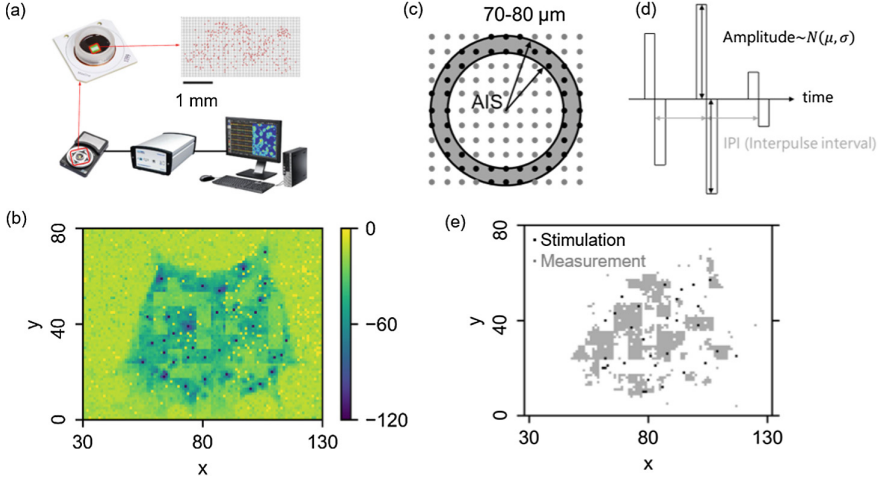 (a)
1 mm
(b)
80
40
0
y
30
80
130
x
0
−60
−120
(c)
70-80 μm
AIS
(d)
Amplitude~N(μ,σ)
time
IPI (Interpulse interval)
(e)
Stimulation
Measurement
80
40
0
y
30
80
130
x